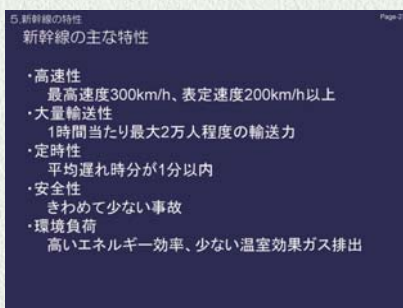 5.新幹線の特性
Page-2
新幹線の主な特性
・高速性
最高速度300km/h、表定速度200km/h以上
・大量輸送性
1時間当たり最大2万人程度の輸送力
・定時性
平均遅れ時分が1分以内
・安全性
きわめて少ない事故
・環境負荷
高いエネルギー効率、少ない温室効果ガス排出